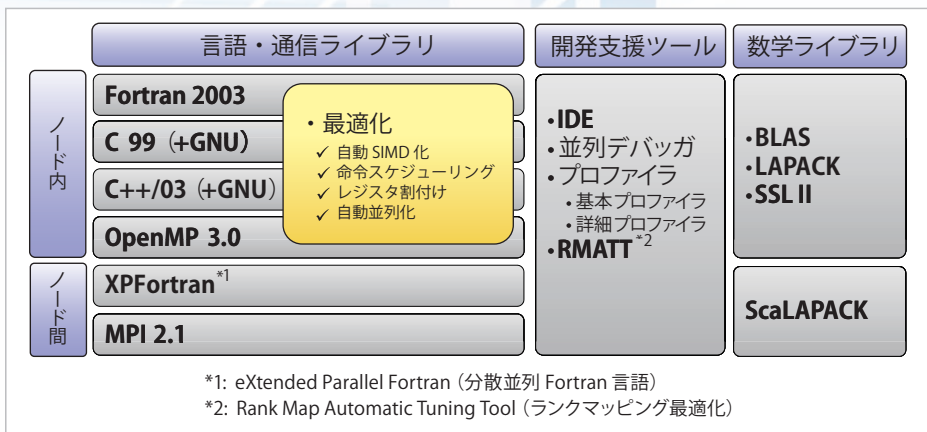 言語・通信ライブラリ
開発支援ツール
数学ライブラリ
ノード内
Fortran 2003
C 99 (+GNU)
C++/03 (+GNU)
OpenMP 3.0
・最適化
✓ 自動 SIMD 化
✓ 命令スケジューリング
✓ レジスタ割付け
✓ 自動並列化
ノード間
XPFortran*1
MPI 2.1
・IDE
・並列デバッガ
・プロファイラ
・基本プロファイラ
・詳細プロファイラ
・RMATT*2
・BLAS
・LAPACK
・SSL II
ScaLAPACK
*1: eXtended Parallel Fortran（分散並列 Fortran 言語）
*2: Rank Map Automatic Tuning Tool（ランクマッピング最適化）